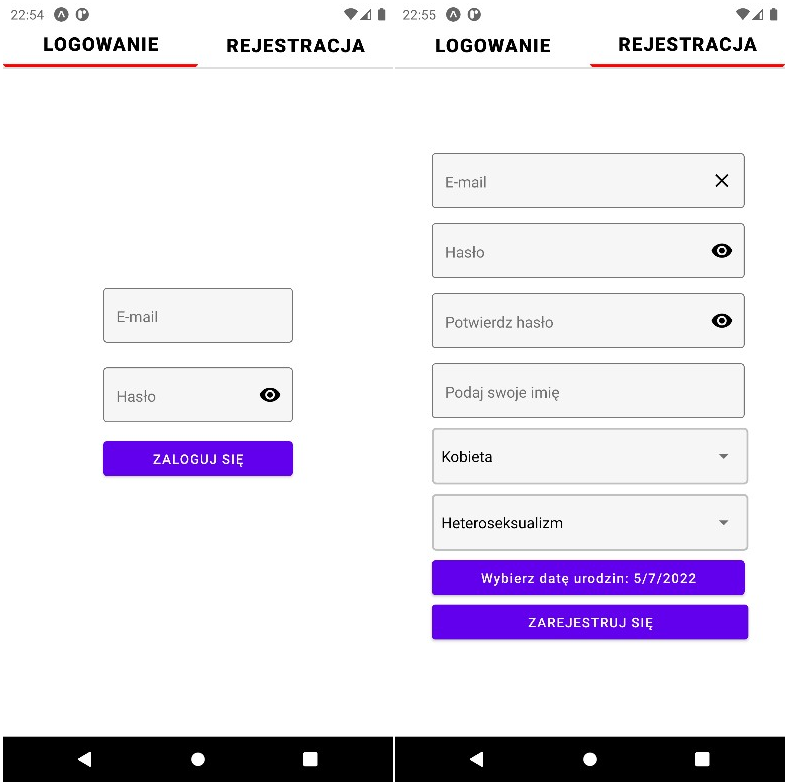 22:54
LOGOWANIE
REJESTRACJA
E-mail
Hasło
ZALOGUJ SIĘ
22:55
LOGOWANIE
REJESTRACJA
E-mail
Hasło
Potwierdz hasło
Podaj swoje imię
Kobieta
Heteroseksualizm
Wybierz datę urodzin: 5/7/2022
ZAREJESTRUJ SIĘ